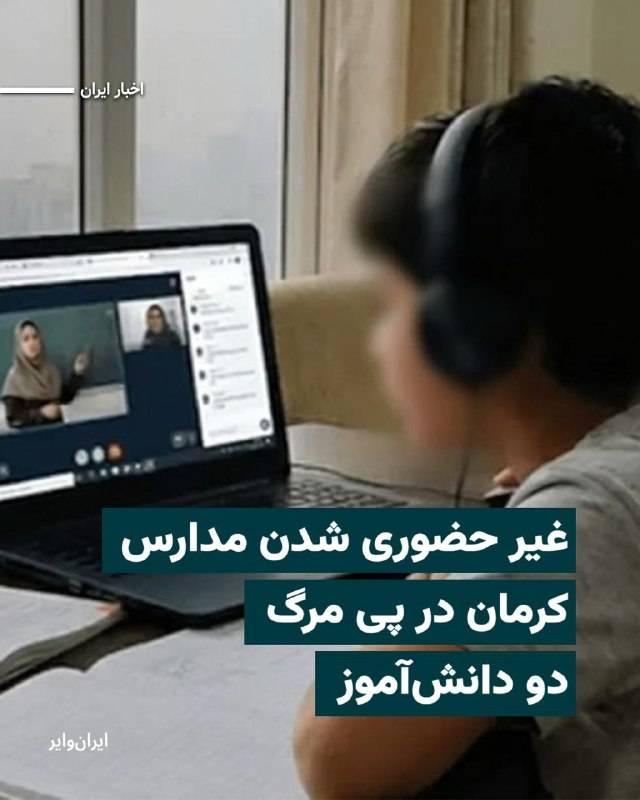 اخبار ایران
غیر حضوری شدن مدارس
کرمان در پی مرگ
دو دانش‌آموز
ایران‌وایر